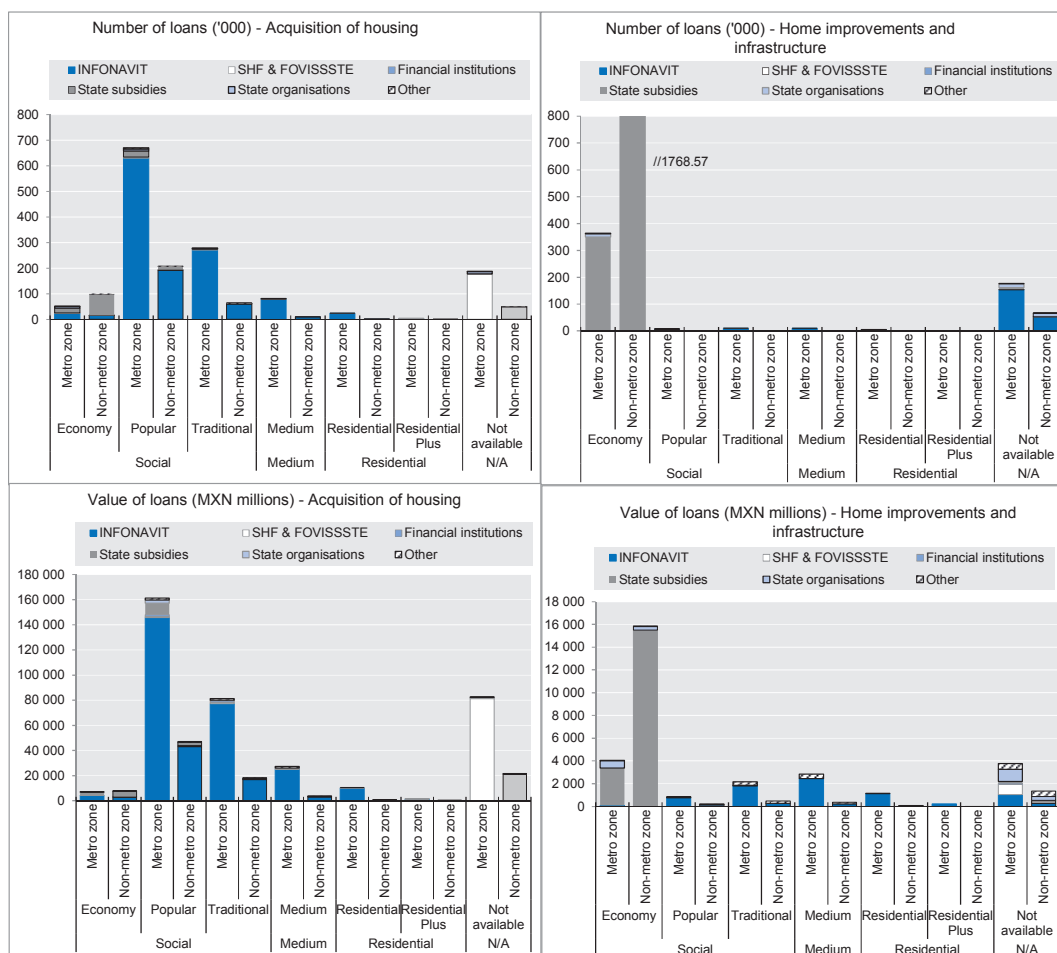 Number of loans ('000) - Acquisition of housing
INFONAVIT SHF & FOVISSSTE Financial institutions
State subsidies State organisations Other
800
700
600
500
400
300
200
100
0
Metro zone Non-metro zone Metro zone Non-metro zone Metro zone Non-metro zone Metro zone Non-metro zone Metro zone Non-metro zone Metro zone Non-metro zone Metro zone Non-metro zone
Economy Popular Traditional Medium Residential Residential Plus Not available
Social Medium Residential N/A
Number of loans ('000) - Home improvements and
infrastructure
INFONAVIT SHF & FOVISSSTE Financial institutions
State subsidies State organisations Other
800
700
600
500
400
300
200
100
0
//1768.57
Metro zone Non-metro zone Metro zone Non-metro zone Metro zone Non-metro zone Metro zone Non-metro zone Metro zone Non-metro zone Metro zone Non-metro zone Metro zone Non-metro zone
Economy Popular Traditional Medium Residential Residential Plus Not available
Social Medium Residential N/A
Value of loans (MXN millions) - Acquisition of housing
INFONAVIT SHF & FOVISSSTE Financial institutions
State subsidies State organisations Other
180 000
160 000
140 000
120 000
100 000
80 000
60 000
40 000
20 000
0
Metro zone Non-metro zone Metro zone Non-metro zone Metro zone Non-metro zone Metro zone Non-metro zone Metro zone Non-metro zone Metro zone Non-metro zone Metro zone Non-metro zone
Economy Popular Traditional Medium Residential Residential Plus Not available
Social Medium Residential N/A
Value of loans (MXN millions) - Home improvements and
infrastructure
INFONAVIT SHF & FOVISSSTE Financial institutions
State subsidies State organisations Other
18 000
16 000
14 000
12 000
10 000
8 000
6 000
4 000
2 000
0
Metro zone Non-metro zone Metro zone Non-metro zone Metro zone Non-metro zone Metro zone Non-metro zone Metro zone Non-metro zone Metro zone Non-metro zone Metro zone Non-metro zone
Economy Popular Traditional Medium Residential Residential Plus Not available
Social Medium Residential N/A